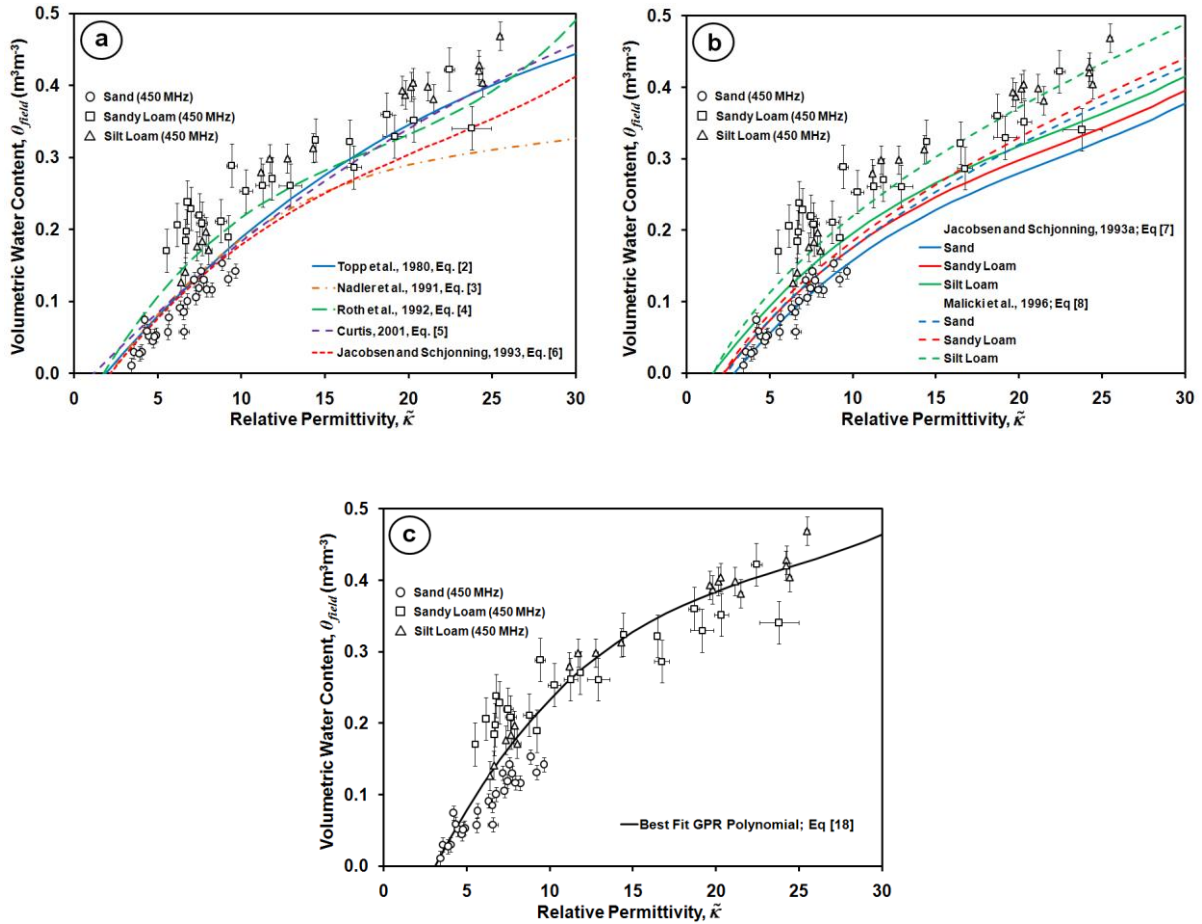 a
Sand (450 MHz)
Sandy Loam (450 MHz)
Silt Loam (450 MHz)
Topp et al., 1980, Eq. [2]
Nadler et al., 1991, Eq. [3]
Roth et al., 1992, Eq. [4]
Curtis, 2001, Eq. [5]
Jacobsen and Schjonning, 1993, Eq. [6]
Volumetric Water Content, θfield (m³m⁻³)
0.5
0.4
0.3
0.2
0.1
0.0
0 5 10 15 20 25 30
Relative Permittivity, κ̃
b
Sand (450 MHz)
Sandy Loam (450 MHz)
Silt Loam (450 MHz)
Jacobsen and Schjonning, 1993a; Eq [7]
Sand
Sandy Loam
Silt Loam
Malicki et al., 1996; Eq [8]
Sand
Sandy Loam
Silt Loam
Volumetric Water Content, θfield (m³m⁻³)
0.5
0.4
0.3
0.2
0.1
0.0
0 5 10 15 20 25 30
Relative Permittivity, κ̃
c
Sand (450 MHz)
Sandy Loam (450 MHz)
Silt Loam (450 MHz)
Best Fit GPR Polynomial; Eq [18]
Volumetric Water Content, θfield (m³m⁻³)
0.5
0.4
0.3
0.2
0.1
0.0
0 5 10 15 20 25 30
Relative Permittivity, κ̃